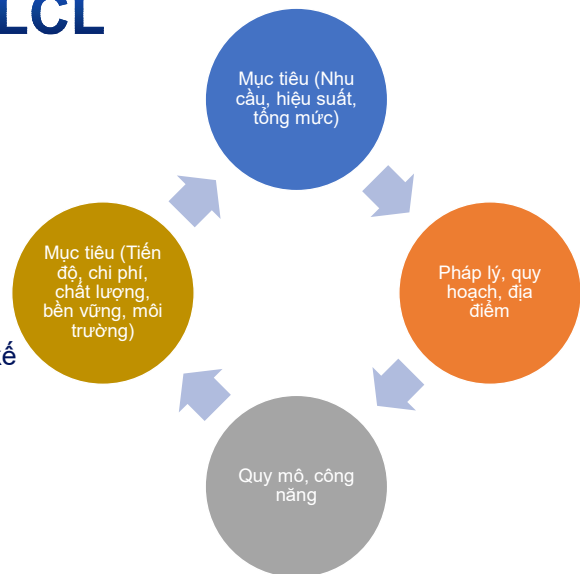 LCL
Mục tiêu (Nhu
cầu, hiệu suất,
tổng mức)
Pháp lý, quy
hoạch, địa
điểm
Quy mô, công
năng
Mục tiêu (Tiến
độ, chi phí,
chất lượng,
bền vững, môi
trường)
kế